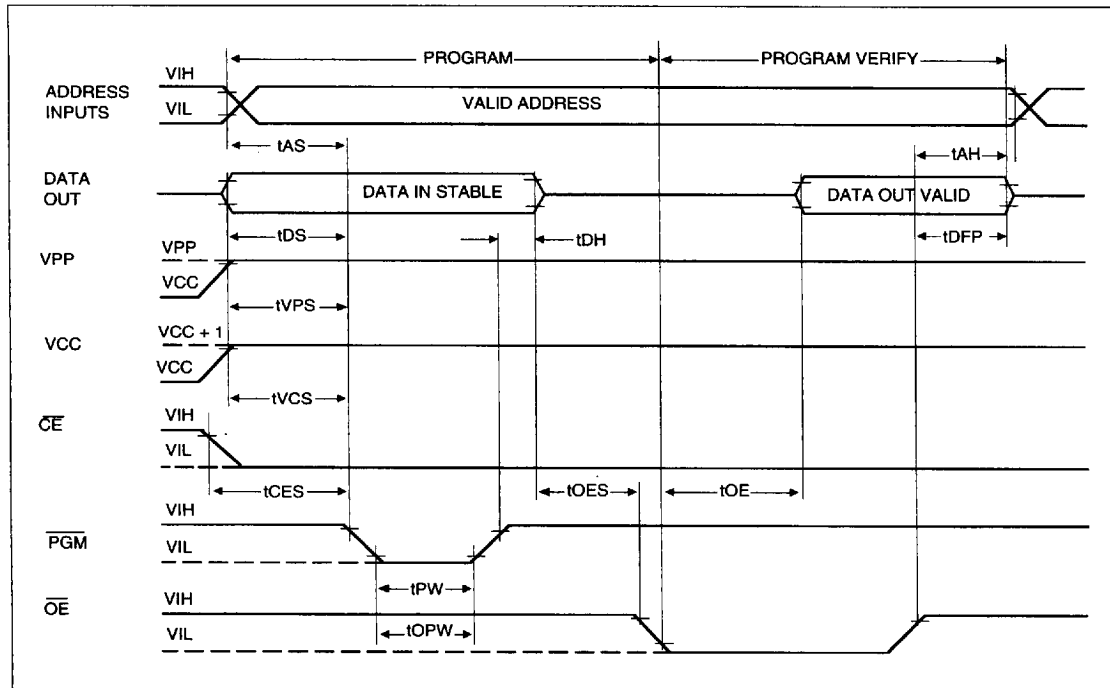 PROGRAM PROGRAM VERIFY
ADDRESS INPUTS
VIH
VIL
VALID ADDRESS
tAS
tAH
DATA OUT
DATA IN STABLE
DATA OUT VALID
tDS
tDH
tDFP
VPP
VPP
VCC
tVPS
VCC
VCC + 1
VCC
tVCS
CE
VIH
VIL
tCES
tOES
tOE
PGM
VIH
VIL
tPW
OE
VIH
tOPW
VIL